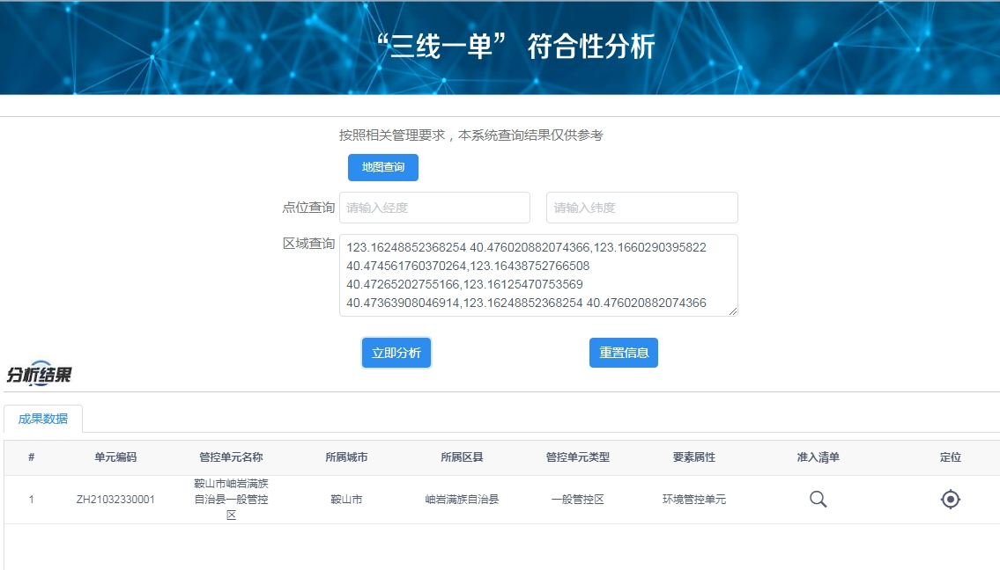 “三线一单” 符合性分析
按照相关管理要求，本系统查询结果仅供参考
地图查询
点位查询 请输入经度 请输入纬度
区域查询
123.16248852368254 40.476020882074366,123.1660290395822
40.474561760370264,123.16438752766508
40.47265202755166,123.16125470753569
40.47363908046914,123.16248852368254 40.476020882074366
立即分析 重置信息
分析结果
成果数据
# 单元编码 管控单元名称 所属城市 所属区县 管控单元类型 要素属性 准入清单 定位
鞍山市岫岩满族
1 ZH21032330001 自治县一般管控 鞍山市 岫岩满族自治县 一般管控区 环境管控单元
区